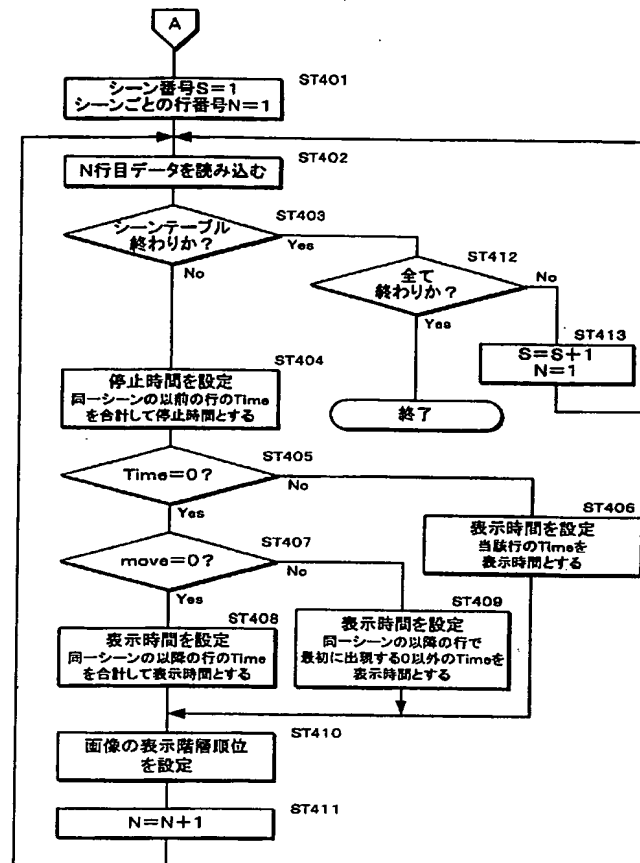 A
ST401
シーン番号S=1
シーンごとの行番号N=1
ST402
N行目データを読み込む
ST403
シーンテーブル
終わりか?
Yes
No
ST412
全て
終わりか?
No
Yes
ST413
S=S+1
N=1
終了
ST404
停止時間を設定
同一シーンの以前の行のTime
を合計して停止時間とする
ST405
Time=0?
No
Yes
ST406
表示時間を設定
当該行のTimeを
表示時間とする
ST407
move=0?
No
Yes
ST408
表示時間を設定
同一シーンの以降の行のTime
を合計して表示時間とする
ST409
表示時間を設定
同一シーンの以降の行で
最初に出現する0以外のTimeを
表示時間とする
ST410
画像の表示階層順位
を設定
ST411
N=N+1